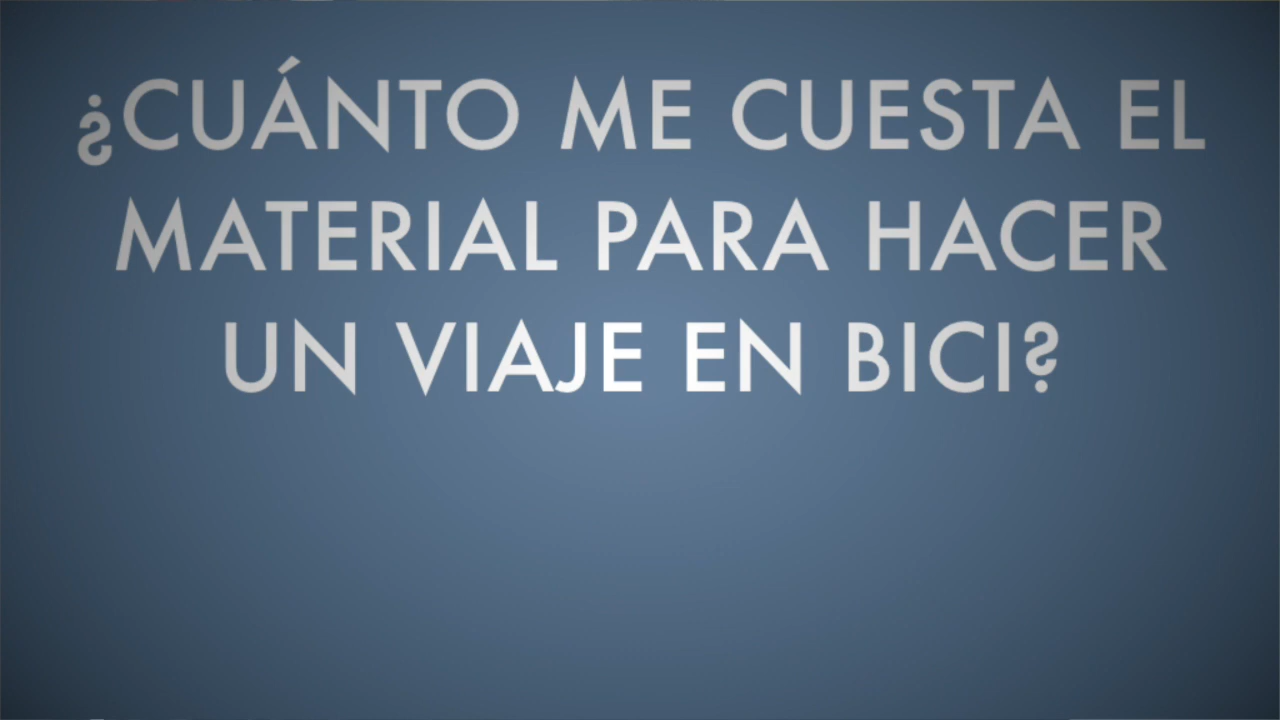 ¿CUÁNTO ME CUESTA EL
MATERIAL PARA HACER
UN VIAJE EN BICI?